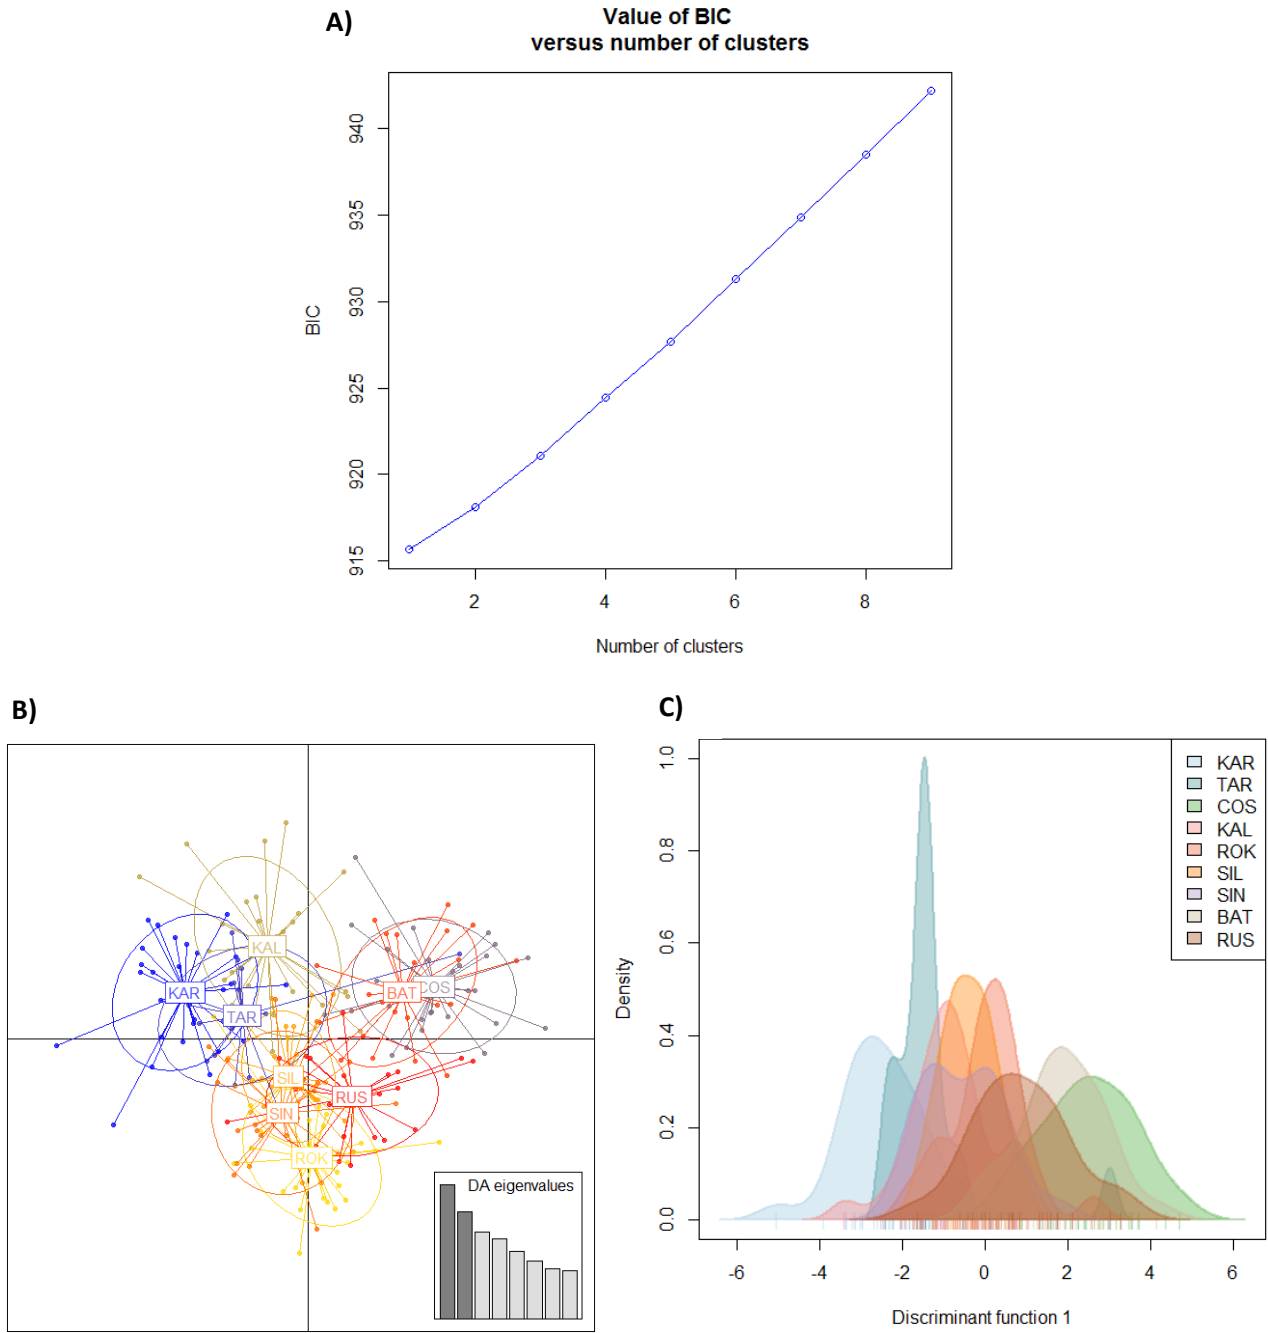 A)
Value of BIC
versus number of clusters
BIC
915
920
925
930
935
940
2
4
6
8
Number of clusters
B)
KAL
KAR
TAR
BAT
COS
SIL
SIN
RUS
ROK
DA eigenvalues
C)
Density
0.0
0.2
0.4
0.6
0.8
1.0
KAR
TAR
COS
KAL
ROK
SIL
SIN
BAT
RUS
-6
-4
-2
0
2
4
6
Discriminant function 1